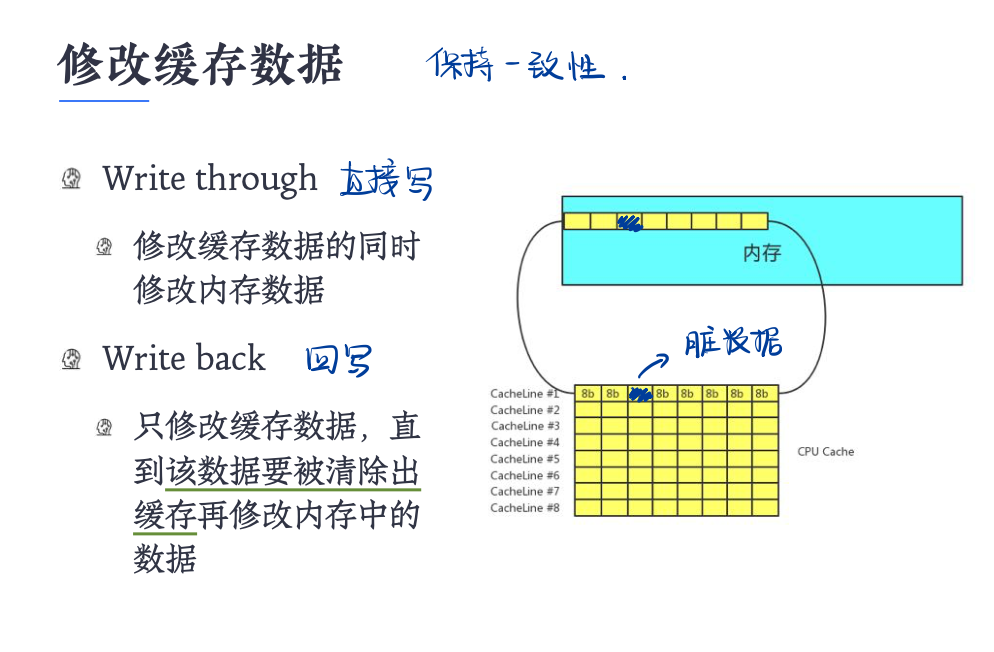 修改缓存数据
保持一致性.
Write through
直接写
修改缓存数据的同时
修改内存数据
Write back
回写
只修改缓存数据，直
到该数据要被清除出
缓存再修改内存中的
数据
内存
脏数据
CacheLine #1 8b 8b 8b 8b 8b 8b 8b
CacheLine #2
CacheLine #3
CacheLine #4
CacheLine #5
CacheLine #6
CacheLine #7
CacheLine #8
CPU Cache